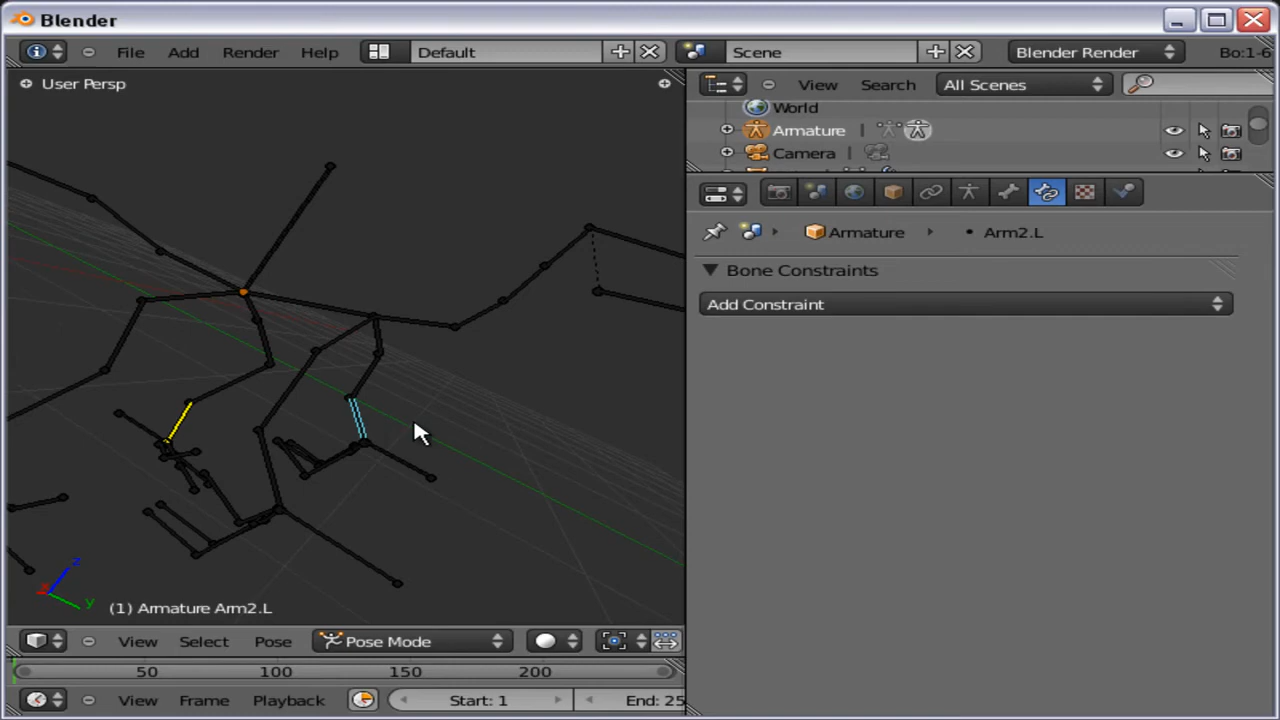 Blender
File Add Render Help Default Scene Blender Render Bo:1-6
User Persp
View Search All Scenes
World
Armature
Camera
Armature Arm2.L
Bone Constraints
Add Constraint
z
y
(1) Armature Arm2.L
View Select Pose Pose Mode
50 100 150 200
View Frame Playback Start: 1 End: 25